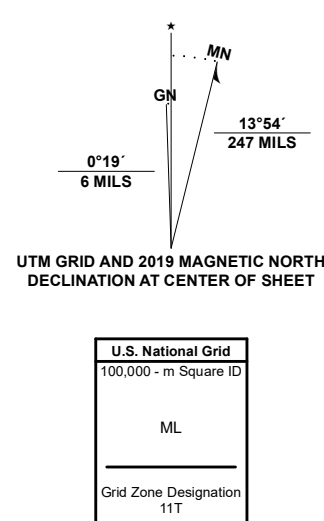 ★
MN
GN
13°54´
247 MILS
0°19´
6 MILS
UTM GRID AND 2019 MAGNETIC NORTH
DECLINATION AT CENTER OF SHEET
U.S. National Grid
100,000 - m Square ID
ML
Grid Zone Designation
11T